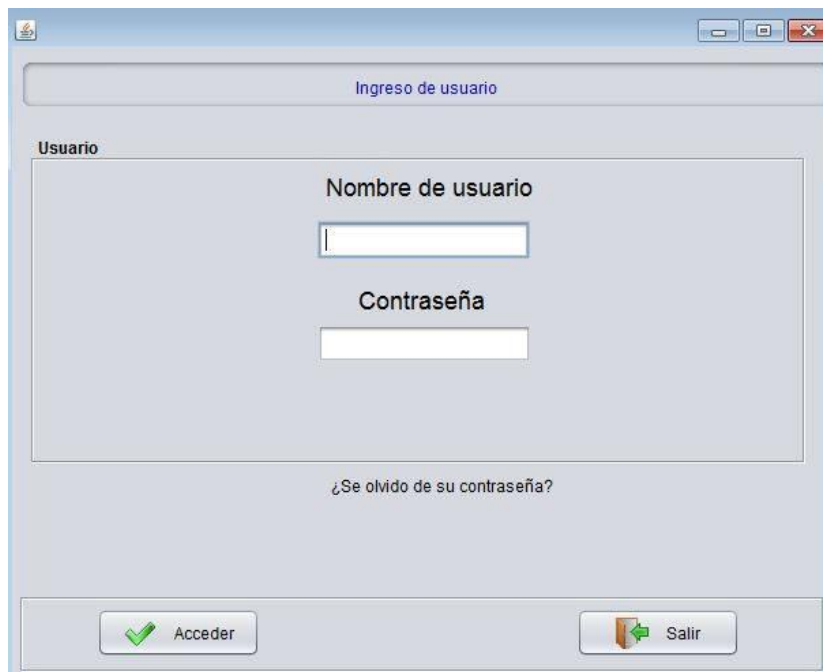 Ingreso de usuario
Usuario
Nombre de usuario
Contraseña
¿Se olvido de su contraseña?
Acceder
Salir